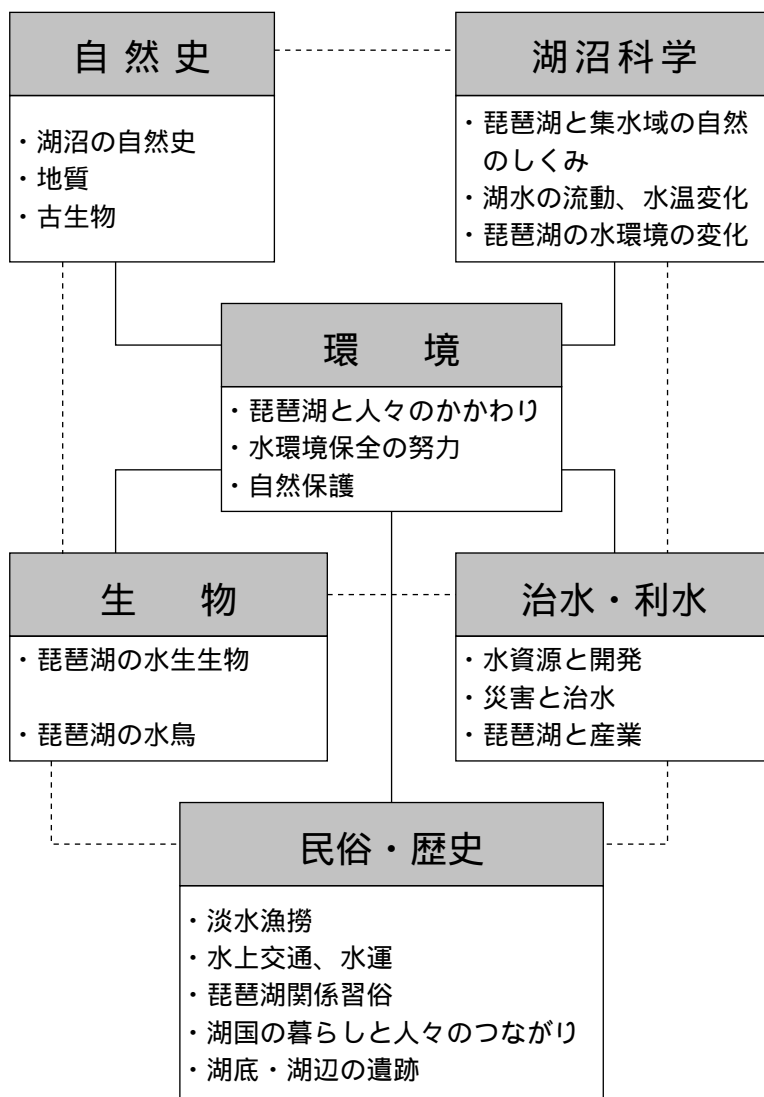 自然史
・湖沼の自然史
・地質
・古生物
湖沼科学
・琵琶湖と集水域の自然
のしくみ
・湖水の流動、水温変化
・琵琶湖の水環境の変化
環　境
・琵琶湖と人々のかかわり
・水環境保全の努力
・自然保護
生　物
・琵琶湖の水生生物
・琵琶湖の水鳥
治水・利水
・水資源と開発
・災害と治水
・琵琶湖と産業
民俗・歴史
・淡水漁撈
・水上交通、水運
・琵琶湖関係習俗
・湖国の暮らしと人々のつながり
・湖底・湖辺の遺跡